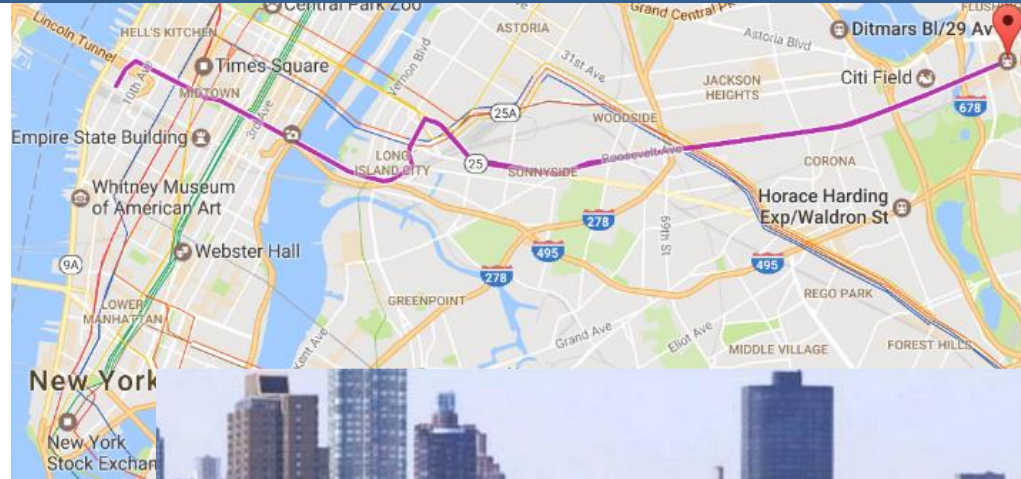 Central Park Zoo
Grand Central P
FLUSHI
Lincoln Tunnel
HELL'S KITCHEN
ASTORIA
Astoria Blvd
Ditmars Bl/29 Av
Vernon Blvd
31st Ave
Times Square
10th Ave
MIDTOWN
3rd Ave
JACKSON
HEIGHTS
Citi Field
678
25A
WOODSIDE
Empire State Building
LONG
ISLAND CITY
25
SUNNYSIDE
Roosevelt Ave
CORONA
Whitney Museum
of American Art
Horace Harding
Exp/Waldron St
278
69th St
Webster Hall
495
495
9A
278
GREENPOINT
REGO PARK
LOWER
MANHATTAN
Kent Ave
Grand Ave
Eliot Ave
MIDDLE VILLAGE
FOREST HILLS
New York
New York
Stock Exchan